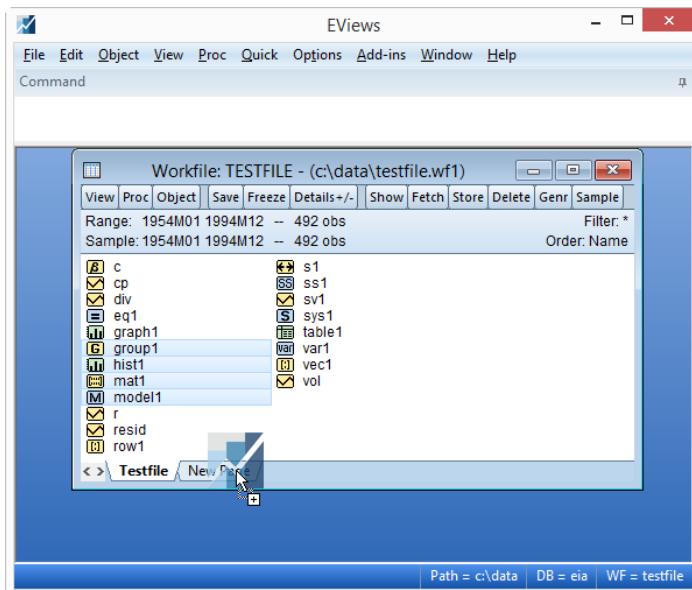 EViews
File Edit Object View Proc Quick Options Add-ins Window Help
Command
Workfile: TESTFILE - (c:\data\testfile.wf1)
View Proc Object Save Freeze Details+/- Show Fetch Store Delete Genr Sample
Range: 1954M01 1994M12 -- 492 obs Filter: *
Sample: 1954M01 1994M12 -- 492 obs Order: Name
β c
cp
div
= eq1
graph1
G group1
hist1
mat1
M model1
r
resid
row1
s1
SS ss1
sv1
S sys1
table1
var var1
vec1
vol
< > Testfile New Page
Path = c:\data DB = eia WF = testfile